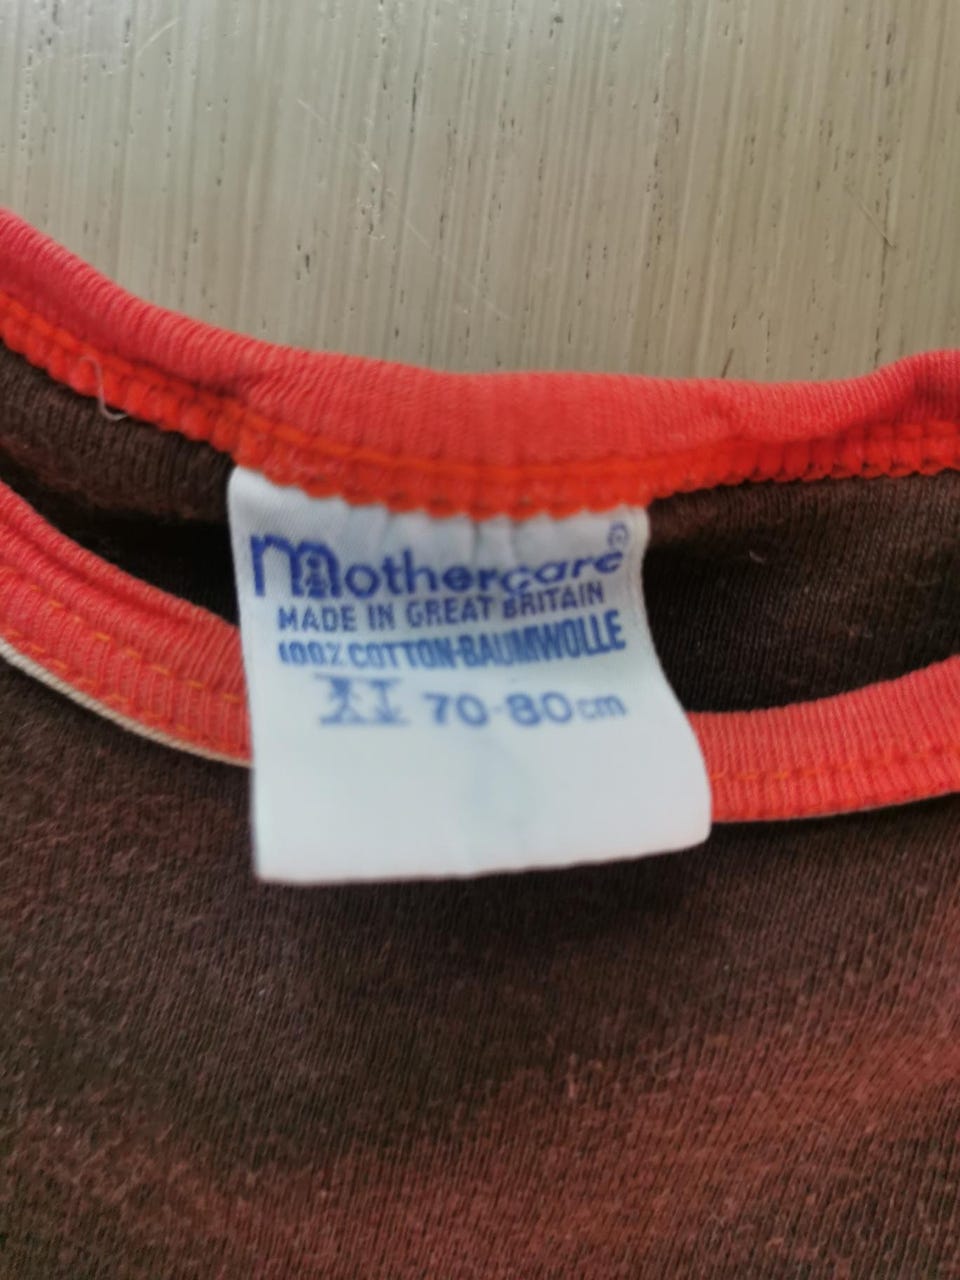 mothercare®
MADE IN GREAT BRITAIN
100% COTTON-BAUMWOLLE
70-80cm